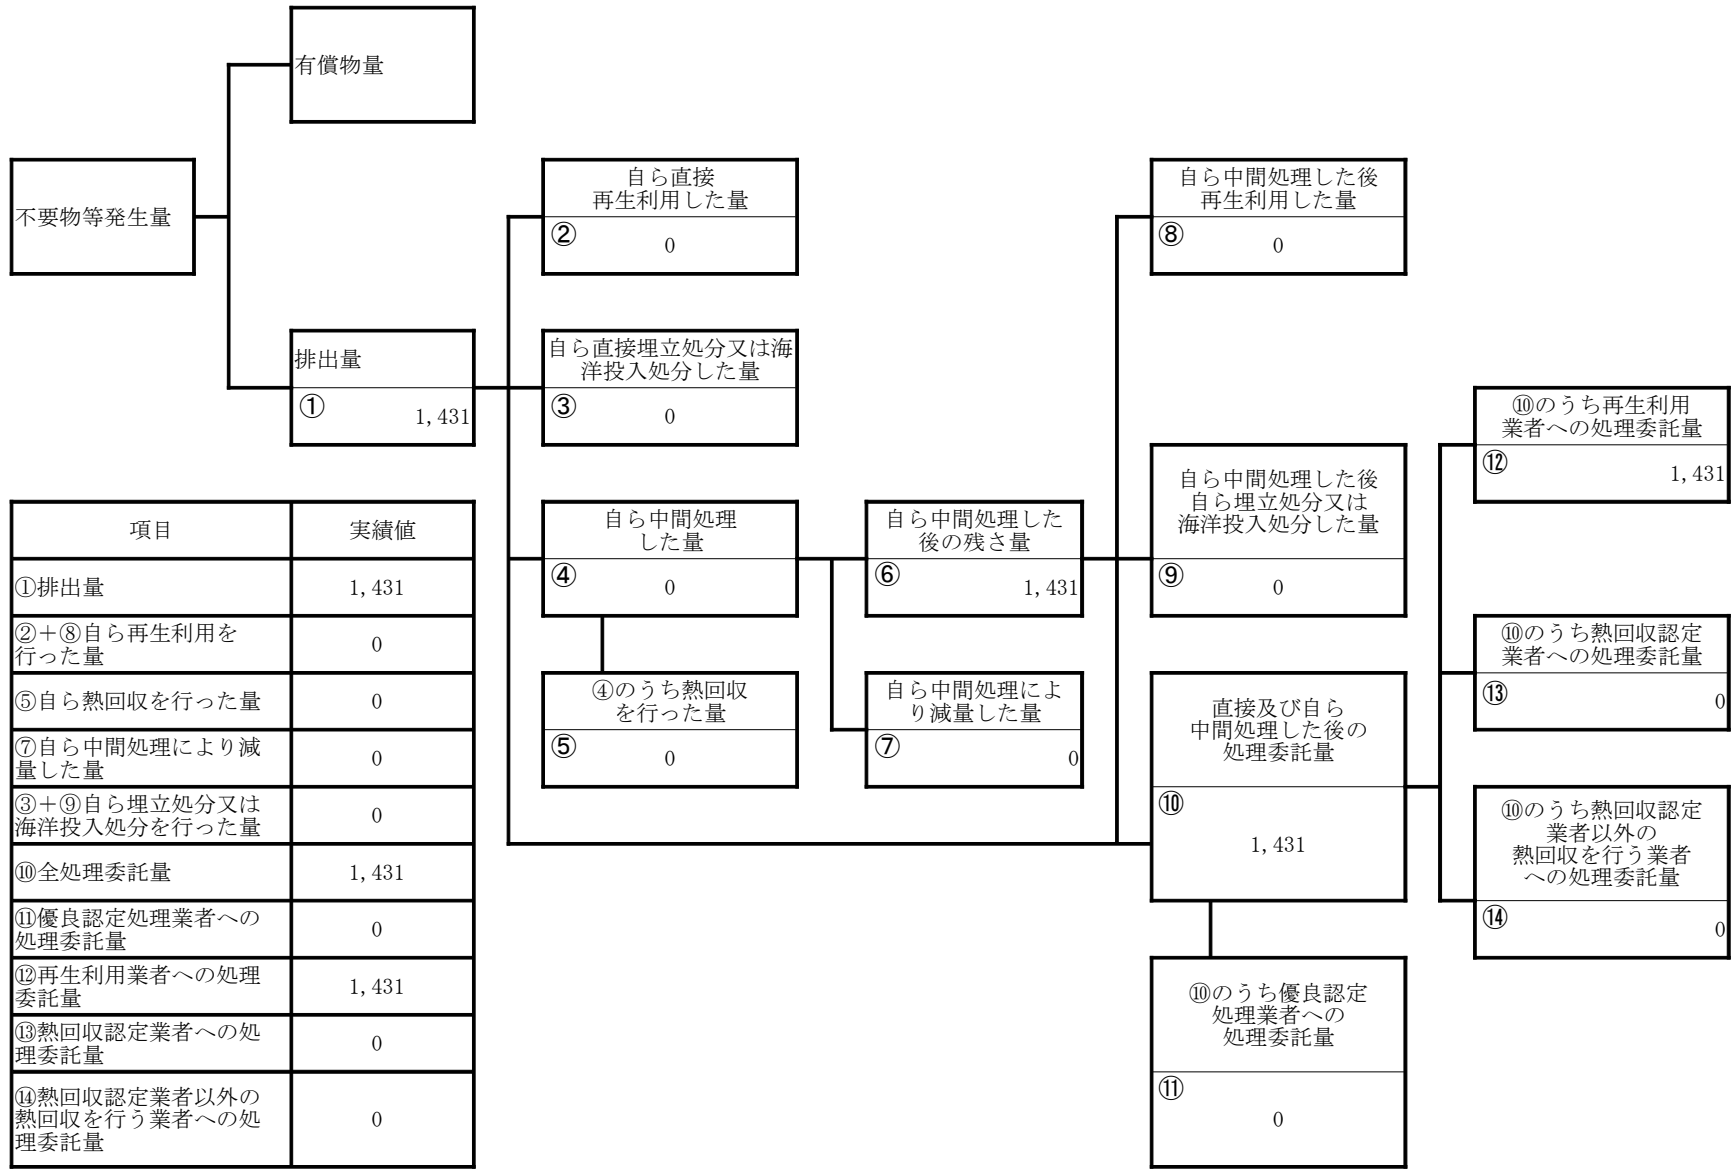 有償物量
不要物等発生量
排出量
①
1,431
自ら直接
再生利用した量
②
0
自ら直接埋立処分又は海
洋投入処分した量
③
0
自ら中間処理
した量
④
0
④のうち熱回収
を行った量
⑤
0
自ら中間処理した
後の残さ量
⑥
1,431
自ら中間処理によ
り減量した量
⑦
0
自ら中間処理した後
再生利用した量
⑧
0
自ら中間処理した後
自ら埋立処分又は
海洋投入処分した量
⑨
0
直接及び自ら
中間処理した後の
処理委託量
⑩
1,431
⑩のうち優良認定
処理業者への
処理委託量
⑪
0
⑩のうち再生利用
業者への処理委託量
⑫
1,431
⑩のうち熱回収認定
業者への処理委託量
⑬
0
⑩のうち熱回収認定
業者以外の
熱回収を行う業者
への処理委託量
⑭
0
項目 実績値
①排出量 1,431
②＋⑧自ら再生利用を
行った量 0
⑤自ら熱回収を行った量 0
⑦自ら中間処理により減
量した量 0
③＋⑨自ら埋立処分又は
海洋投入処分を行った量 0
⑩全処理委託量 1,431
⑪優良認定処理業者への
処理委託量 0
⑫再生利用業者への処理
委託量 1,431
⑬熱回収認定業者への処
理委託量 0
⑭熱回収認定業者以外の
熱回収を行う業者への処
理委託量 0